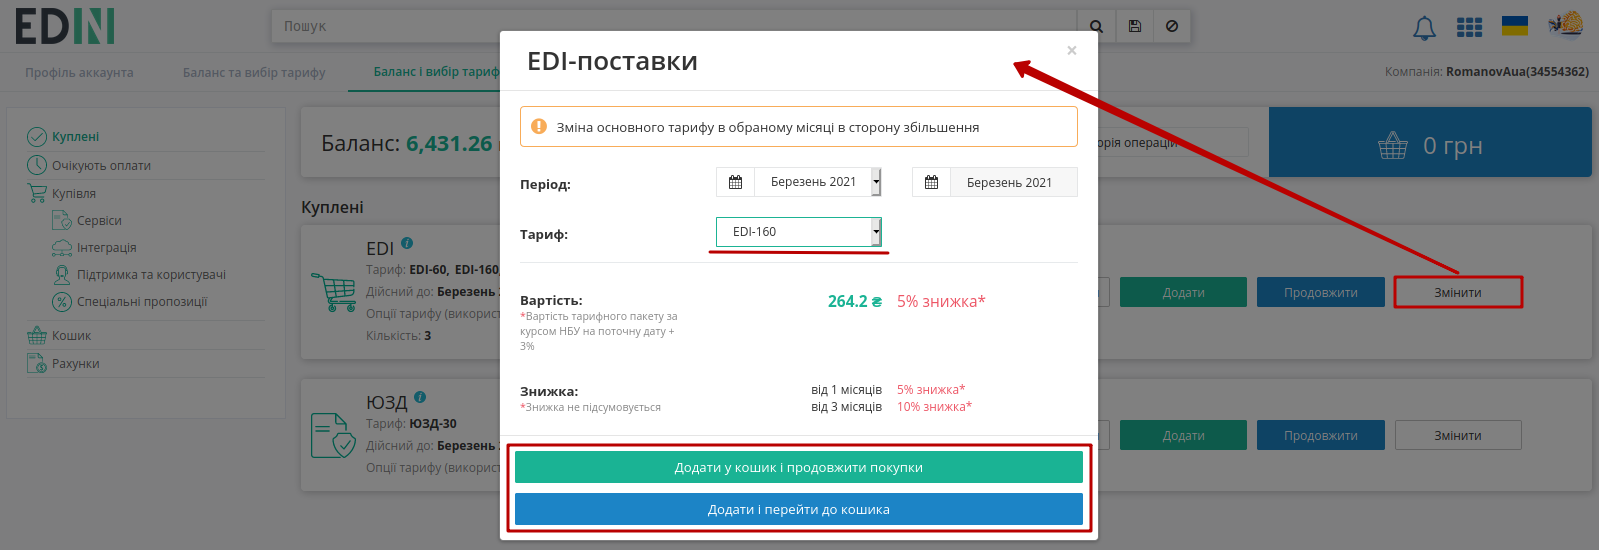 EDIN
Пошук
Профіль аккаунта
Баланс та вибір тарифу
Баланс і вибір тариф
Компанія: RomanovAua(34554362)
Куплені
Очікують оплати
Купівля
Сервіси
Інтеграція
Підтримка та користувачі
Спеціальні пропозиції
Кошик
Рахунки
Баланс: 6,431.26
орія операцій
0 грн
Куплені
EDI
Тариф: EDI-60, EDI-160,
Дійсний до: Березень 2
Опції тарифу (викорис
Кількість: 3
Додати
Продовжити
Змінити
ЮЗД
Тариф: ЮЗД-30
Дійсний до: Березень 2
Опції тарифу (викорис
Додати
Продовжити
Змінити
EDI-поставки
×
Зміна основного тарифу в обраному місяці в сторону збільшення
Період:
Березень 2021
Березень 2021
Тариф:
EDI-160
Вартість:
264.2 ₴
5% знижка*
*Вартість тарифного пакету за
курсом НБУ на поточну дату +
3%
Знижка:
від 1 місяців
5% знижка*
*Знижка не підсумовується
від 3 місяців
10% знижка*
Додати у кошик і продовжити покупки
Додати і перейти до кошика